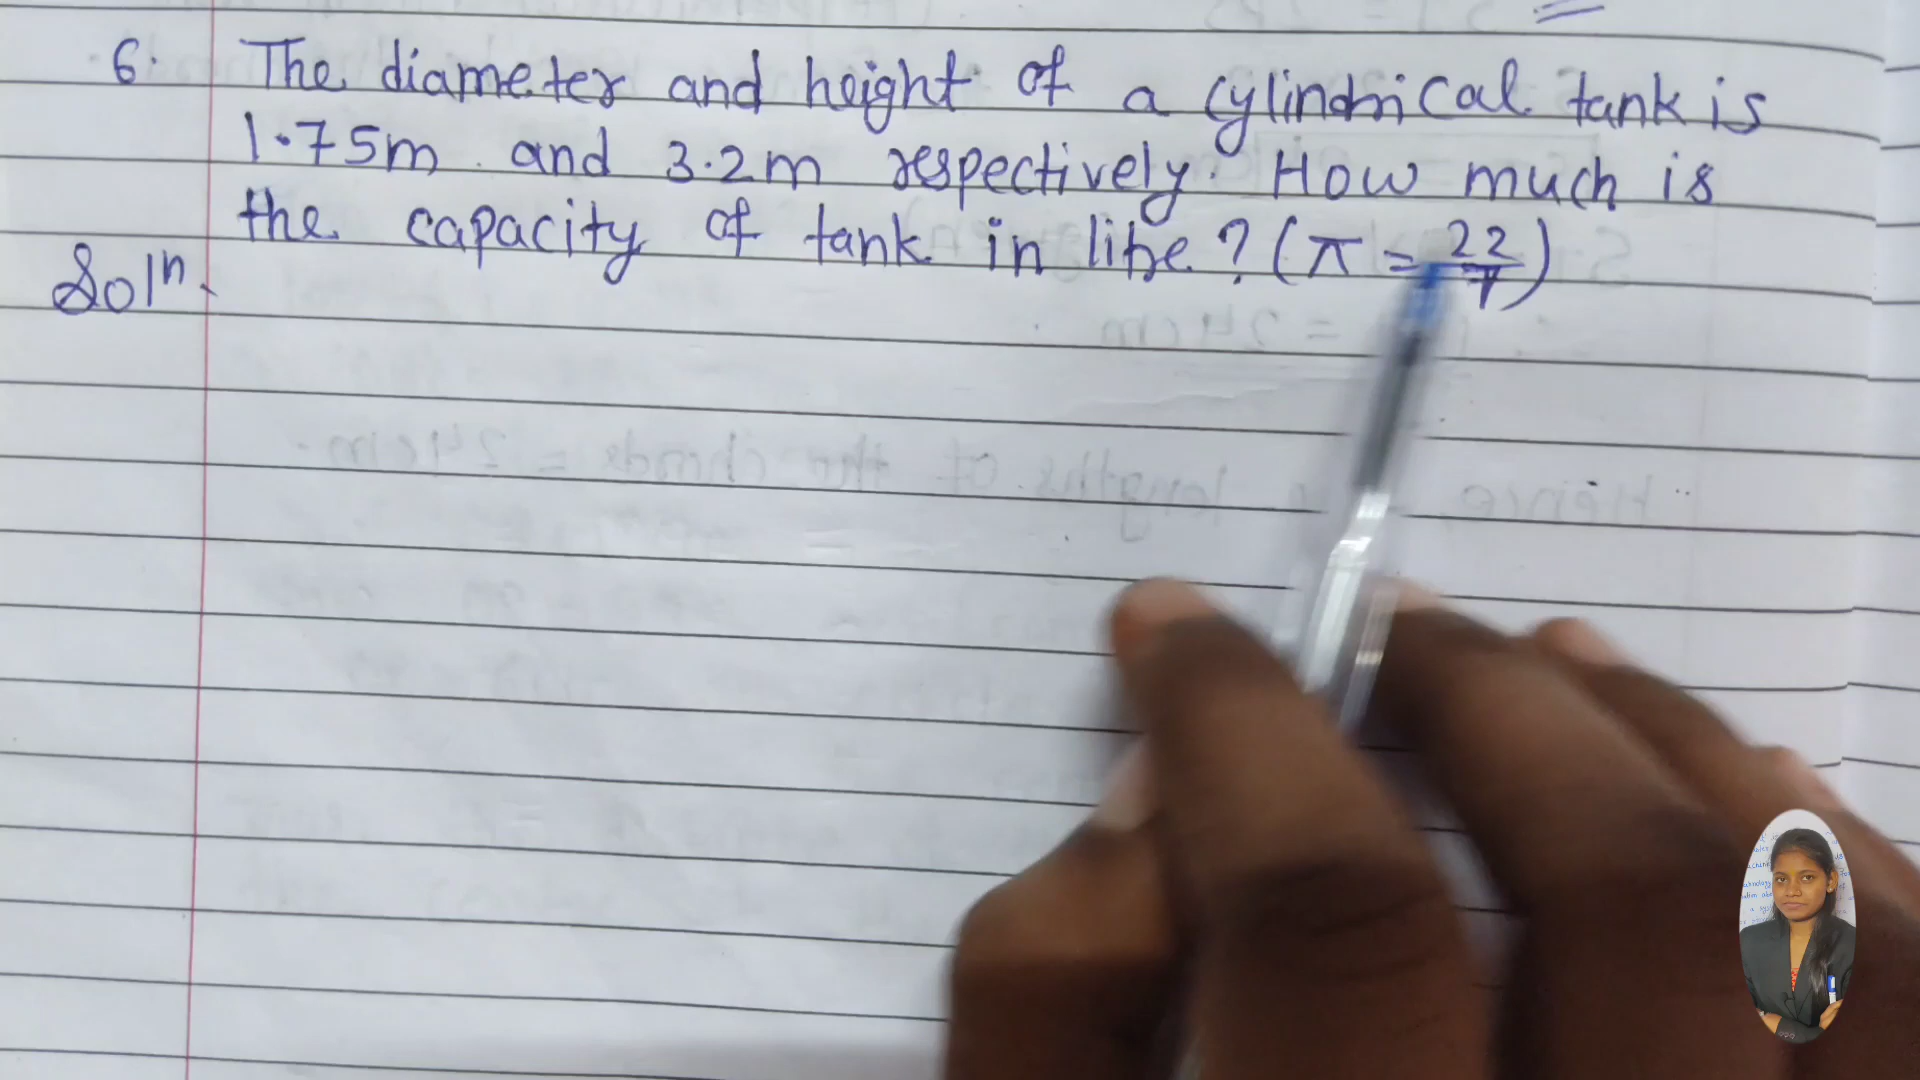 6. The diameter and height of a cylindrical tank is
1.75m and 3.2m respectively. How much is
the capacity of tank in litre? (π = 22/7)
Solⁿ.